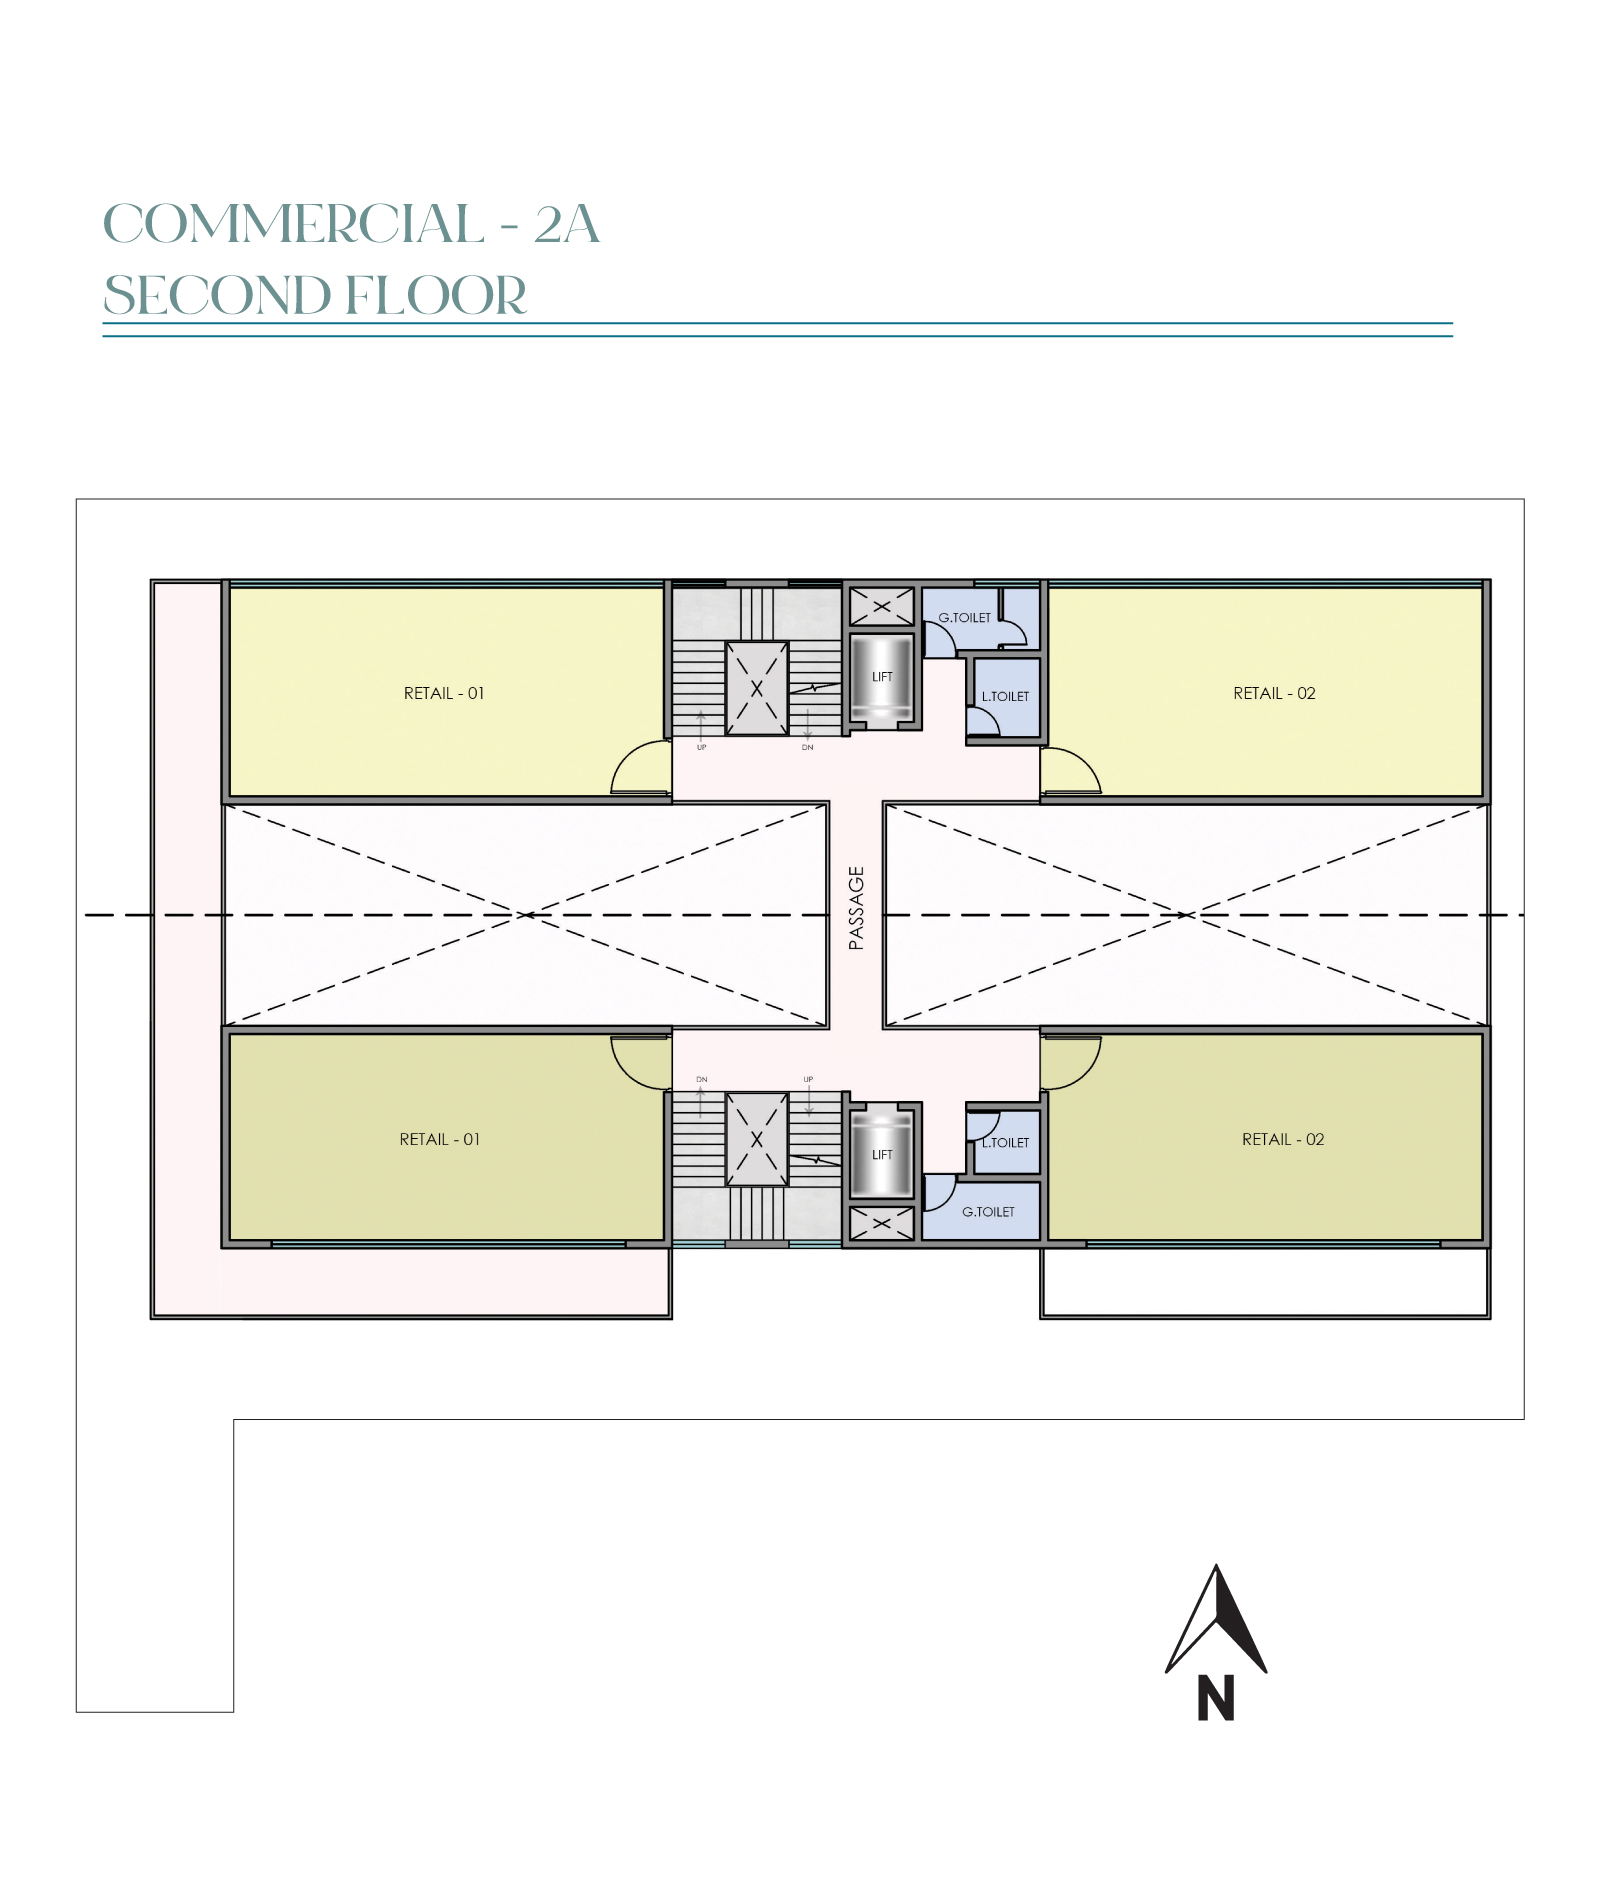 COMMERCIAL - 2A
SECOND FLOOR
G.TOILET
LIFT
RETAIL - 01
L.TOILET
RETAIL - 02
UP
DN
PASSAGE
DN
UP
RETAIL - 01
L.TOILET
RETAIL - 02
LIFT
G.TOILET
N